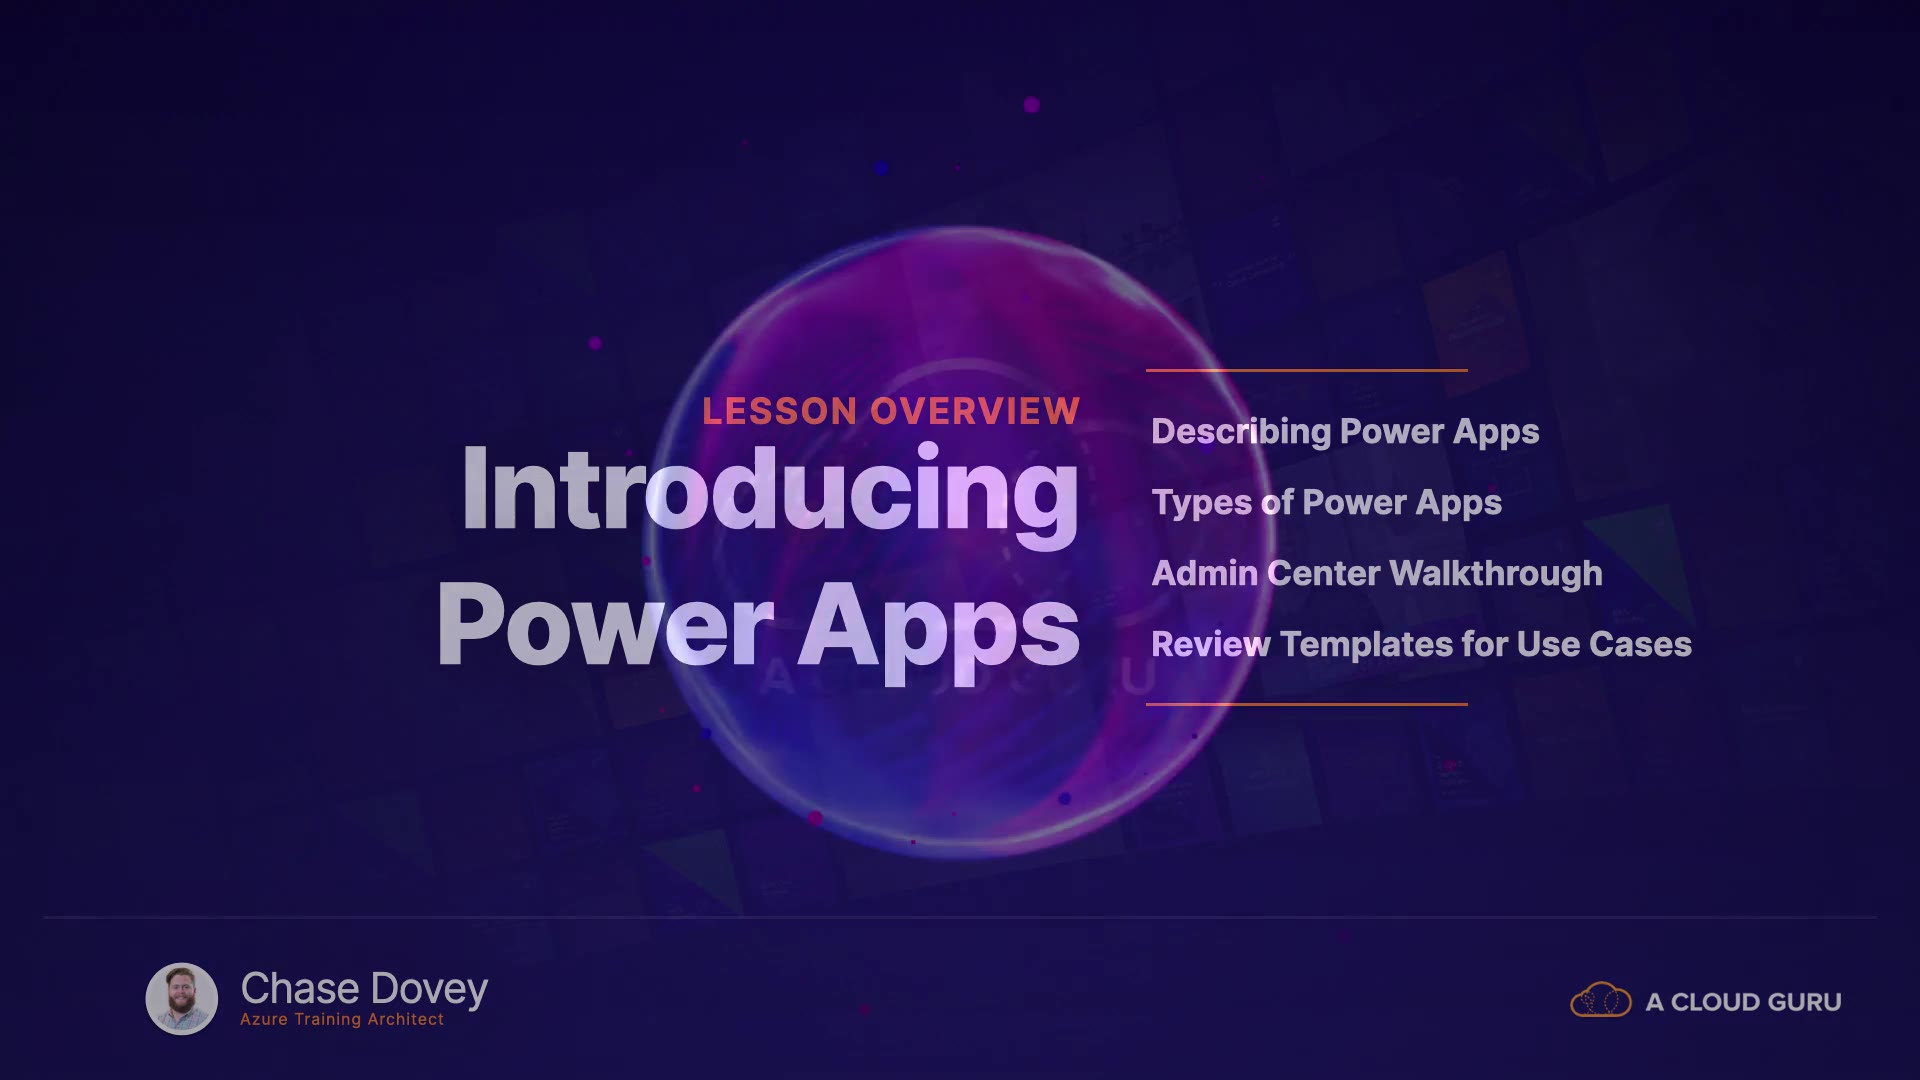 LESSON OVERVIEW
Introducing
Power Apps
Describing Power Apps
Types of Power Apps
Admin Center Walkthrough
Review Templates for Use Cases
Chase Dovey
Azure Training Architect
A CLOUD GURU